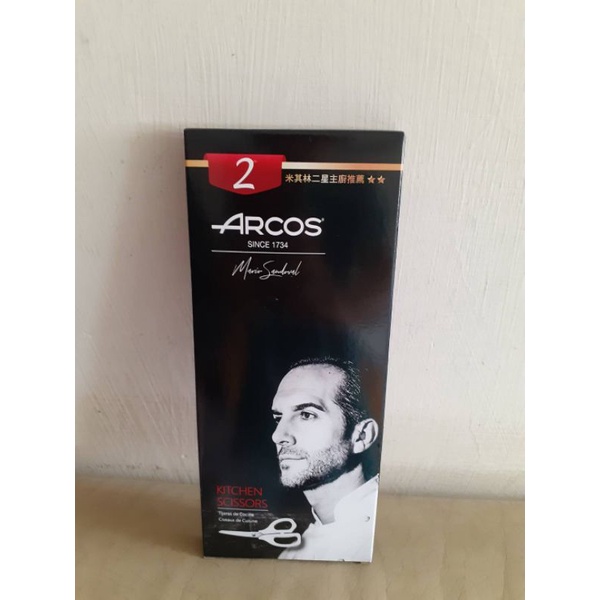 2
米其林二星主廚推薦★★
ARCOS®
SINCE 1734
Mario Sandoval
KITCHEN
SCISSORS
Tijeras de Cocina
Ciseaux de Cuisine